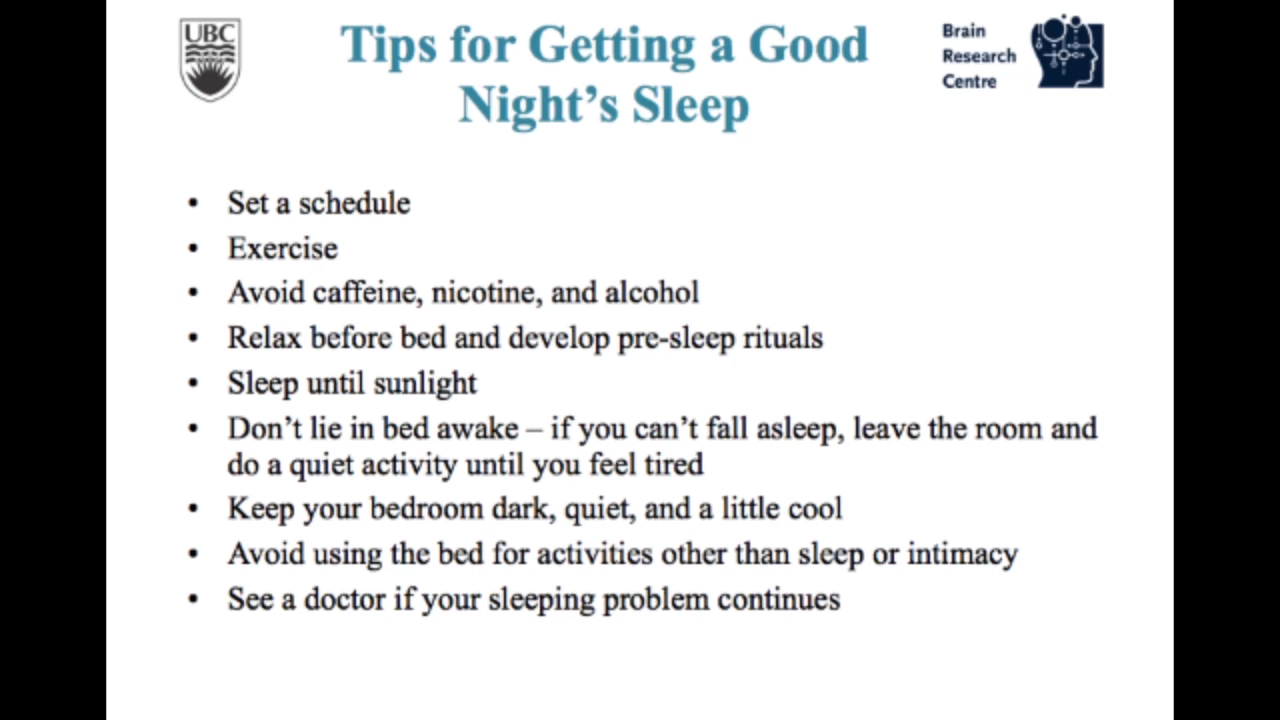 UBC
Tips for Getting a Good
Night's Sleep
Brain
Research
Centre
• Set a schedule
• Exercise
• Avoid caffeine, nicotine, and alcohol
• Relax before bed and develop pre-sleep rituals
• Sleep until sunlight
• Don't lie in bed awake – if you can't fall asleep, leave the room and
do a quiet activity until you feel tired
• Keep your bedroom dark, quiet, and a little cool
• Avoid using the bed for activities other than sleep or intimacy
• See a doctor if your sleeping problem continues